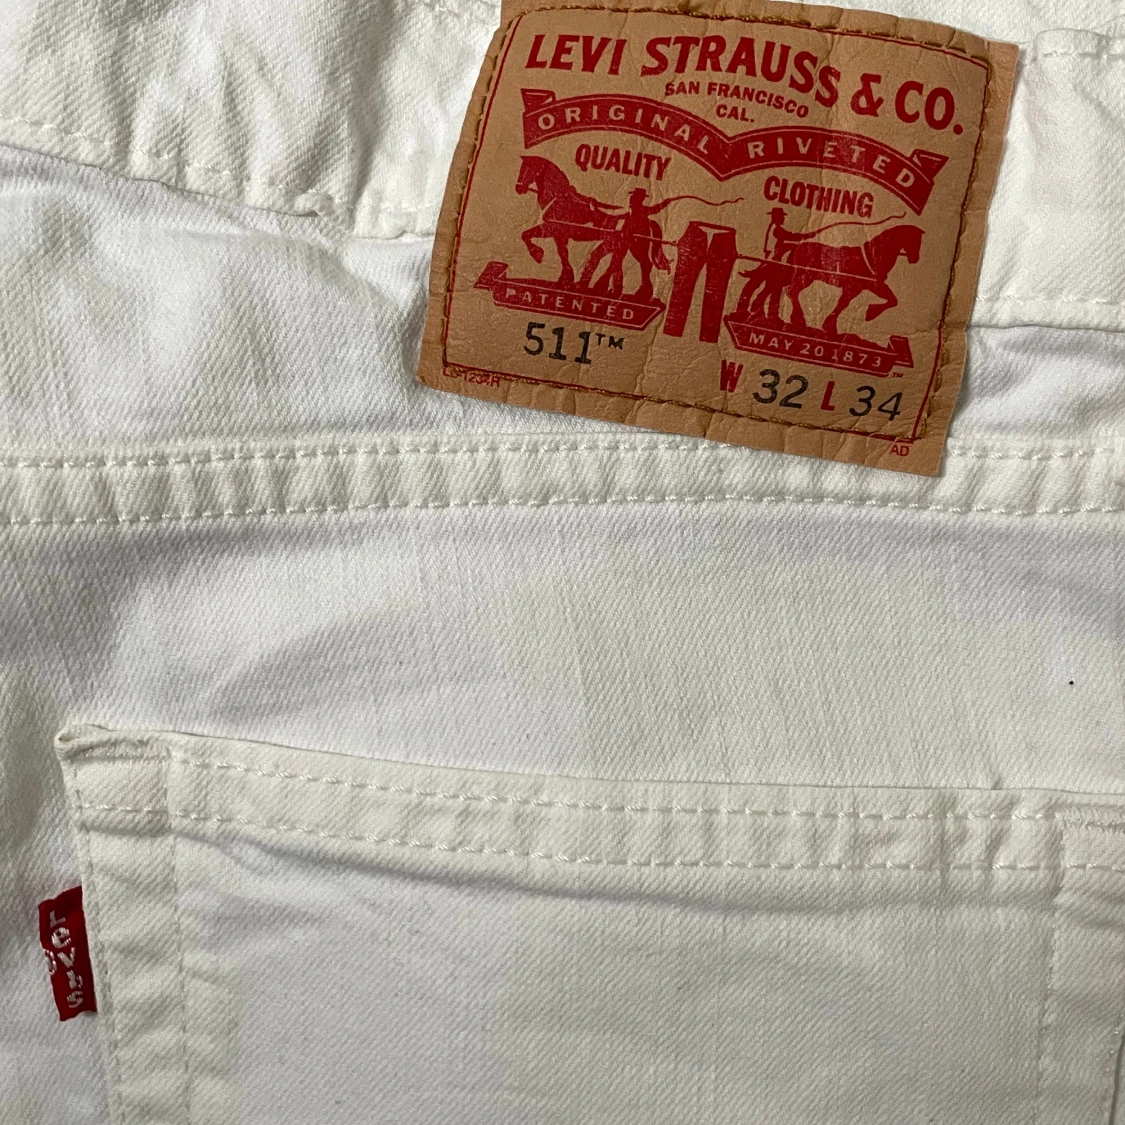 LEVI STRAUSS & CO.
SAN FRANCISCO
CAL.
ORIGINAL RIVETED
QUALITY CLOTHING
PATENTED
MAY 20 1873 ™
511™
W 32 L 34
AD
LEVI'S